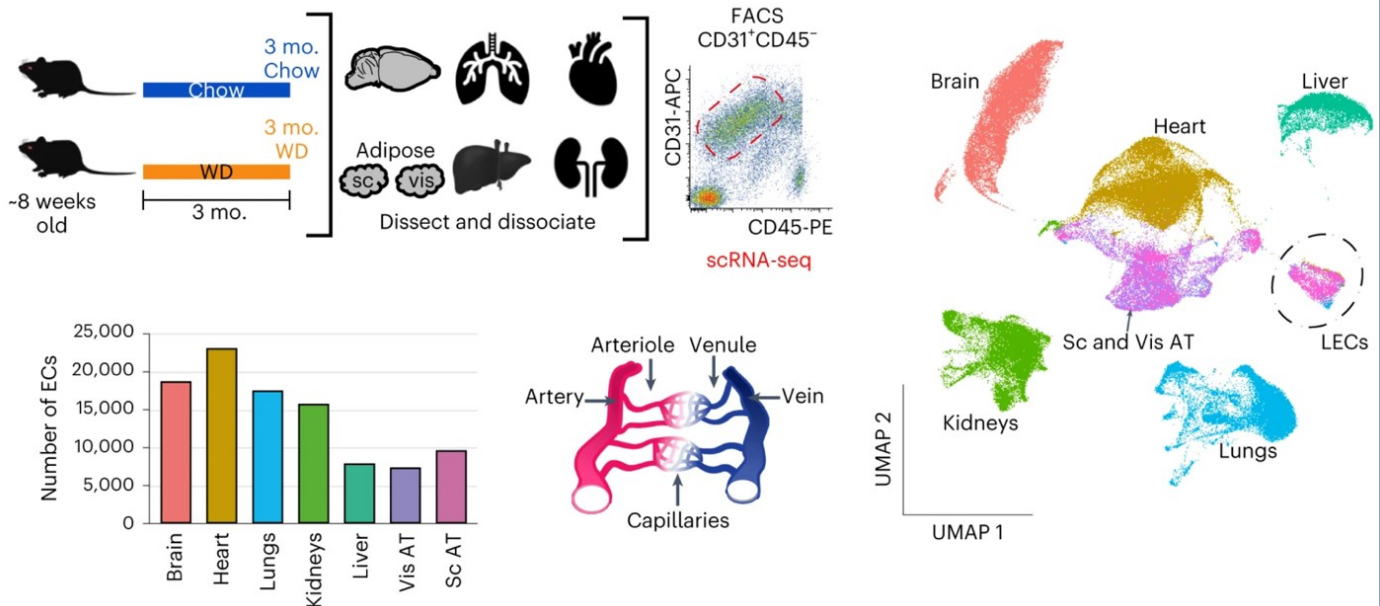 3 mo.
Chow
Chow
3 mo.
WD
WD
~8 weeks
old
3 mo.
Adipose
sc
vis
Dissect and dissociate
FACS
CD31⁺CD45⁻
CD31-APC
CD45-PE
scRNA-seq
Brain
Liver
Heart
LECs
Sc and Vis AT
Kidneys
Lungs
UMAP 2
UMAP 1
Number of ECs
25,000
20,000
15,000
10,000
5,000
0
Brain
Heart
Lungs
Kidneys
Liver
Vis AT
Sc AT
Arteriole
Venule
Artery
Vein
Capillaries